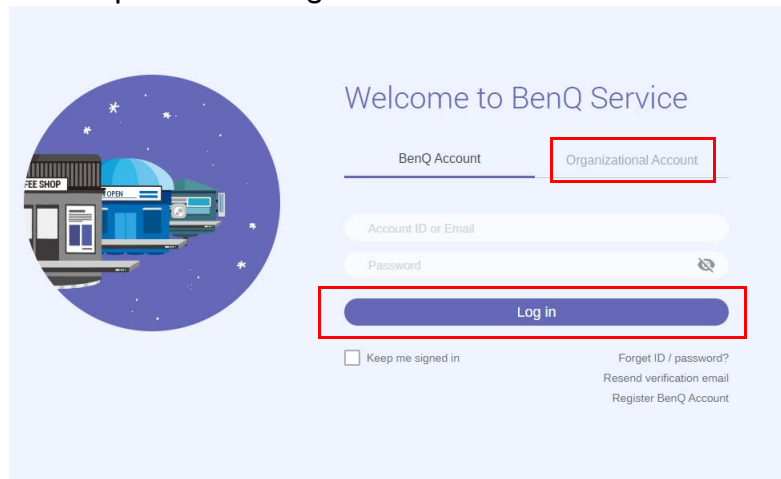 Welcome to BenQ Service
BenQ Account
Organizational Account
FEE SHOP
OPEN
Account ID or Email
Password
Log in
Keep me signed in
Forget ID / password?
Resend verification email
Register BenQ Account